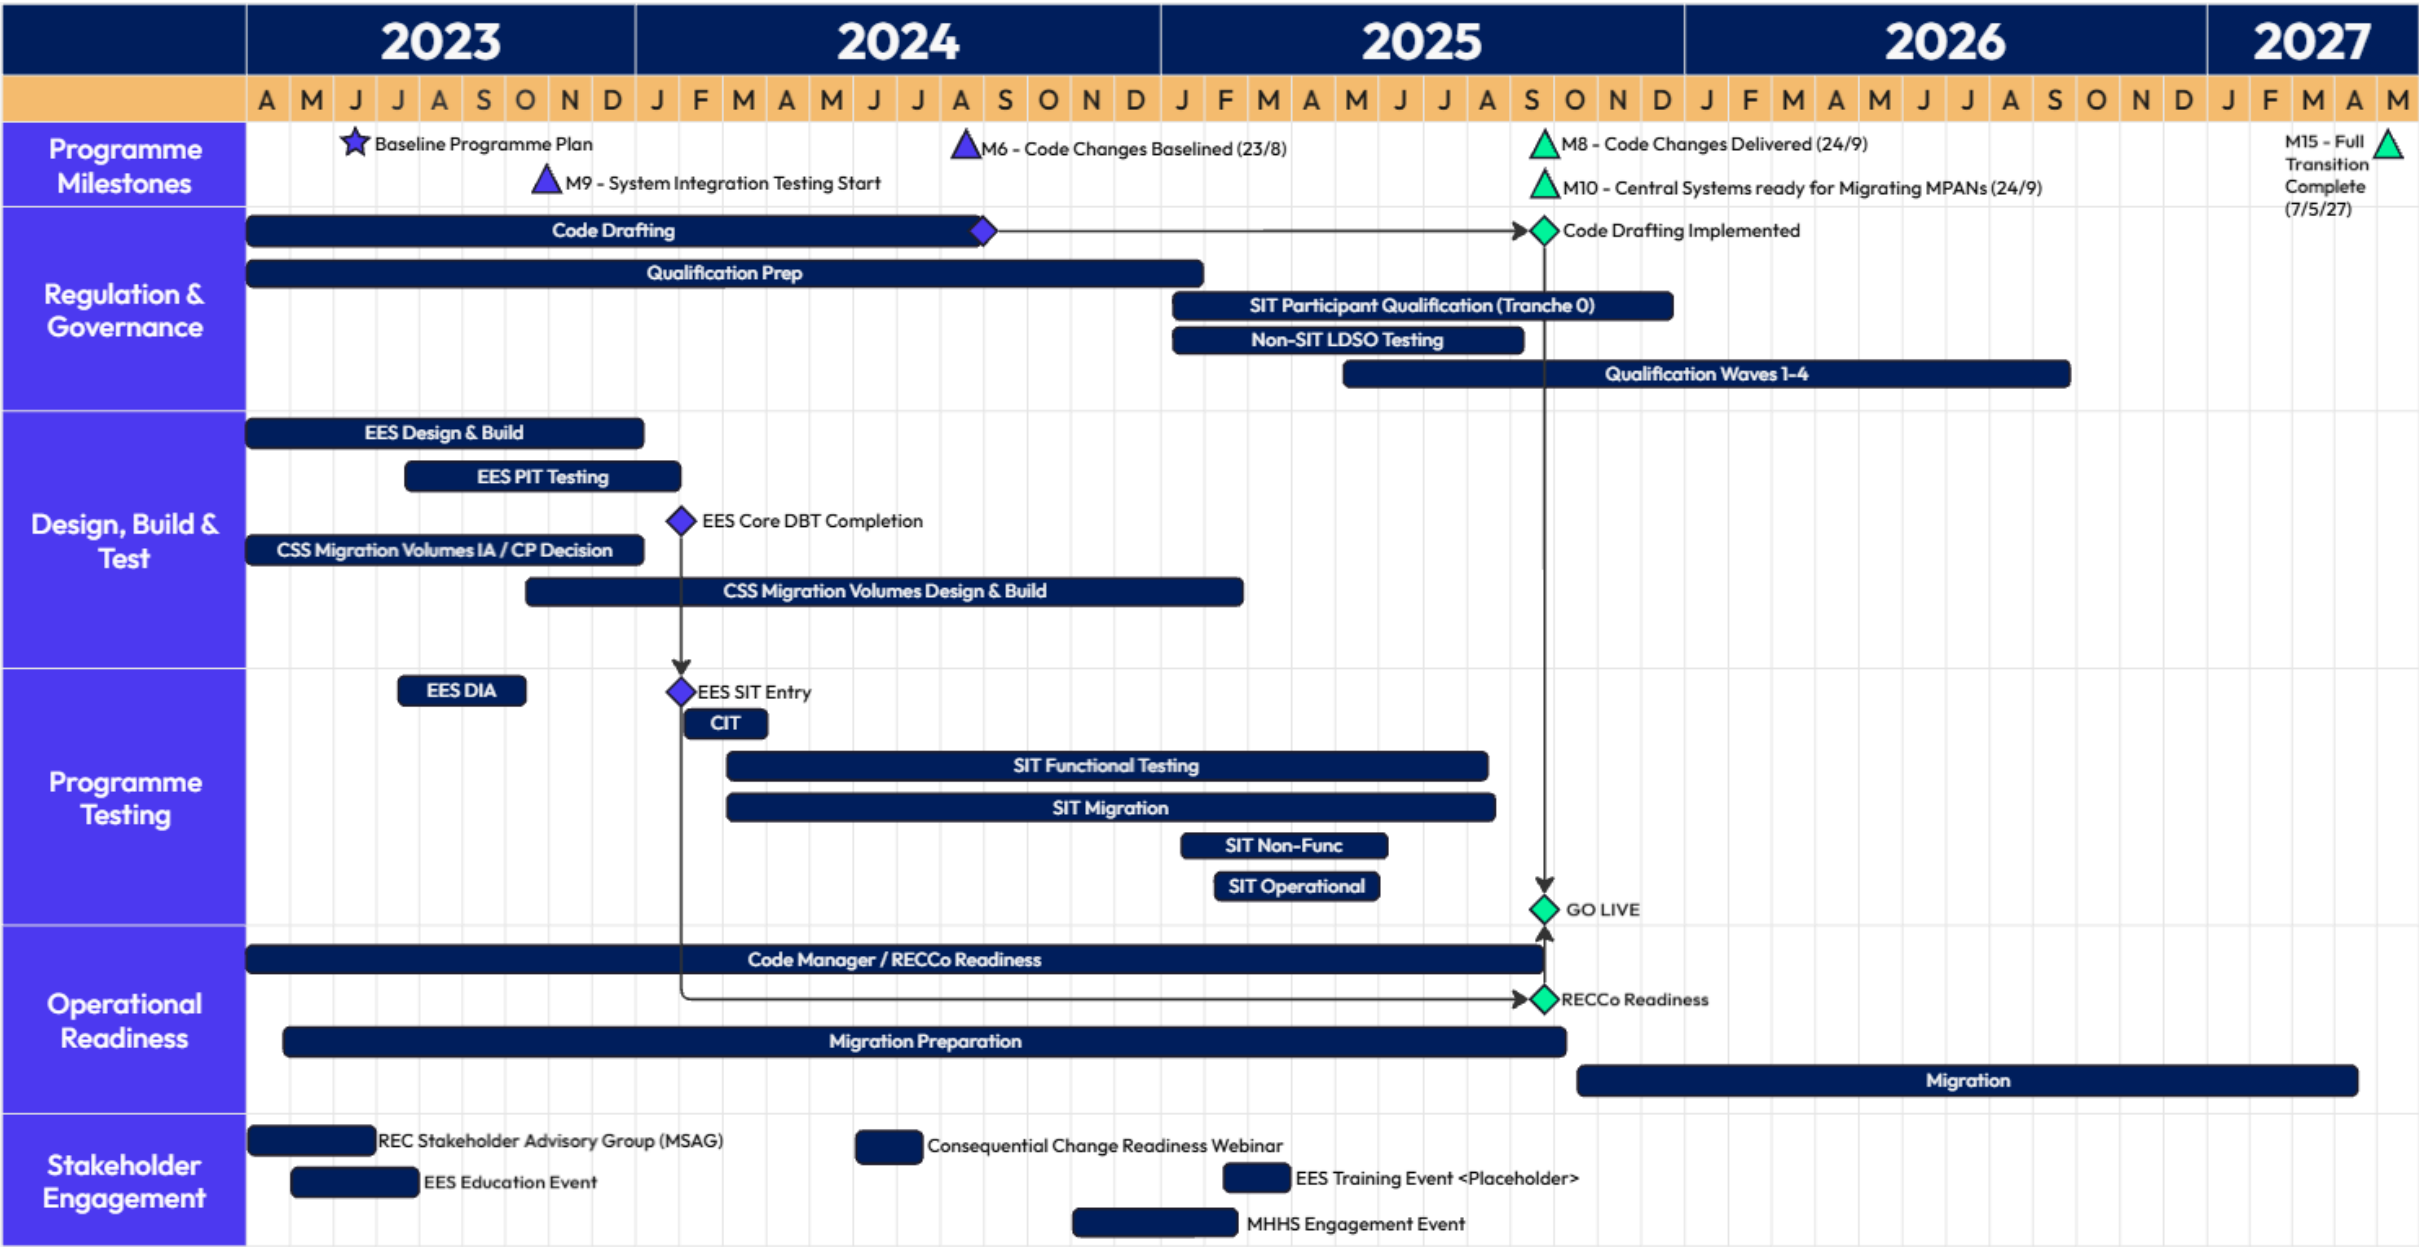 2023 2024 2025 2026 2027
A M J J A S O N D J F M A M J J A S O N D J F M A M J J A S O N D J F M A M J J A S O N D J F M A M
Programme
Milestones
Baseline Programme Plan
M9 - System Integration Testing Start
M6 - Code Changes Baselined (23/8)
M8 - Code Changes Delivered (24/9)
M10 - Central Systems ready for Migrating MPANs (24/9)
M15 - Full
Transition
Complete
(7/5/27)
Regulation &
Governance
Code Drafting
Code Drafting Implemented
Qualification Prep
SIT Participant Qualification (Tranche 0)
Non-SIT LDSO Testing
Qualification Waves 1-4
Design, Build &
Test
EES Design & Build
EES PIT Testing
EES Core DBT Completion
CSS Migration Volumes IA / CP Decision
CSS Migration Volumes Design & Build
Programme
Testing
EES DIA
EES SIT Entry
CIT
SIT Functional Testing
SIT Migration
SIT Non-Func
SIT Operational
GO LIVE
Operational
Readiness
Code Manager / RECCo Readiness
RECCo Readiness
Migration Preparation
Migration
Stakeholder
Engagement
REC Stakeholder Advisory Group (MSAG)
EES Education Event
Consequential Change Readiness Webinar
EES Training Event <Placeholder>
MHHS Engagement Event